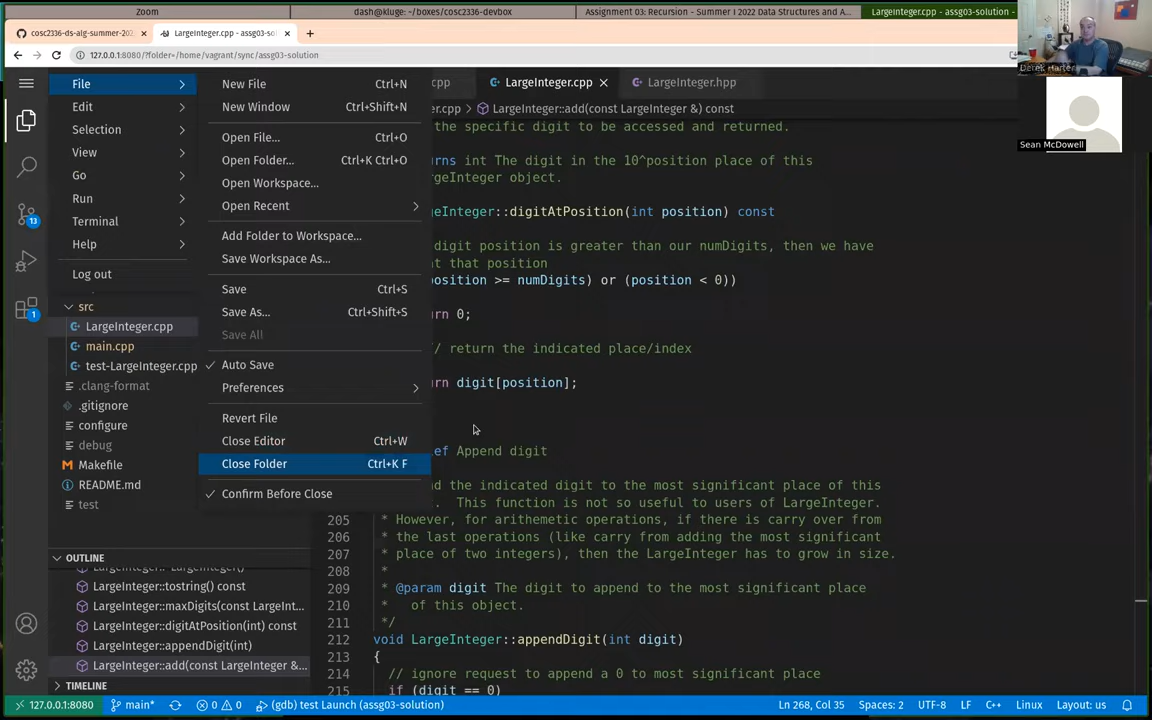 Zoom
dash@kluge: ~/boxes/cosc2336-devbox
Assignment 03: Recursion - Summer I 2022 Data Structures and A...
LargeInteger.cpp - assg03-solution -
cosc2336-ds-alg-summer-202
LargeInteger.cpp - assg03-so
127.0.0.1:8080/?folder=/home/vagrant/sync/assg03-solution
Derek Harter
Sean McDowell
File
Edit
Selection
View
Go
Run
Terminal
Help
Log out
New File Ctrl+N
New Window Ctrl+Shift+N
Open File... Ctrl+O
Open Folder... Ctrl+K Ctrl+O
Open Workspace...
Open Recent
Add Folder to Workspace...
Save Workspace As...
Save Ctrl+S
Save As... Ctrl+Shift+S
Save All
Auto Save
Preferences
Revert File
Close Editor Ctrl+W
Close Folder Ctrl+K F
Confirm Before Close
src
LargeInteger.cpp
main.cpp
test-LargeInteger.cpp
.clang-format
.gitignore
configure
debug
Makefile
README.md
test
OUTLINE
LargeInteger::tostring() const
LargeInteger::maxDigits(const LargeInt...
LargeInteger::digitAtPosition(int) const
LargeInteger::appendDigit(int)
LargeInteger::add(const LargeInteger &...
TIMELINE
13
1
cpp
LargeInteger.cpp
LargeInteger.hpp
er.cpp > LargeInteger::add(const LargeInteger &) const
the specific digit to be accessed and returned.
urns int The digit in the 10^position place of this
rgeInteger object.
geInteger::digitAtPosition(int position) const
digit position is greater than our numDigits, then we have
t that position
position >= numDigits) or (position < 0))
urn 0;
// return the indicated place/index
urn digit[position];
ef Append digit
nd the indicated digit to the most significant place of this
. This function is not so useful to users of LargeInteger.
205 * However, for arithemetic operations, if there is carry over from
206 * the last operations (like carry from adding the most significant
207 * place of two integers), then the LargeInteger has to grow in size.
208 *
209 * @param digit The digit to append to the most significant place
210 *   of this object.
211 */
212 void LargeInteger::appendDigit(int digit)
213 {
214 // ignore request to append a 0 to most significant place
215 if (digit == 0)
127.0.0.1:8080
main*
0 0
(gdb) test Launch (assg03-solution)
Ln 268, Col 35
Spaces: 2
UTF-8
LF
C++
Linux
Layout: us